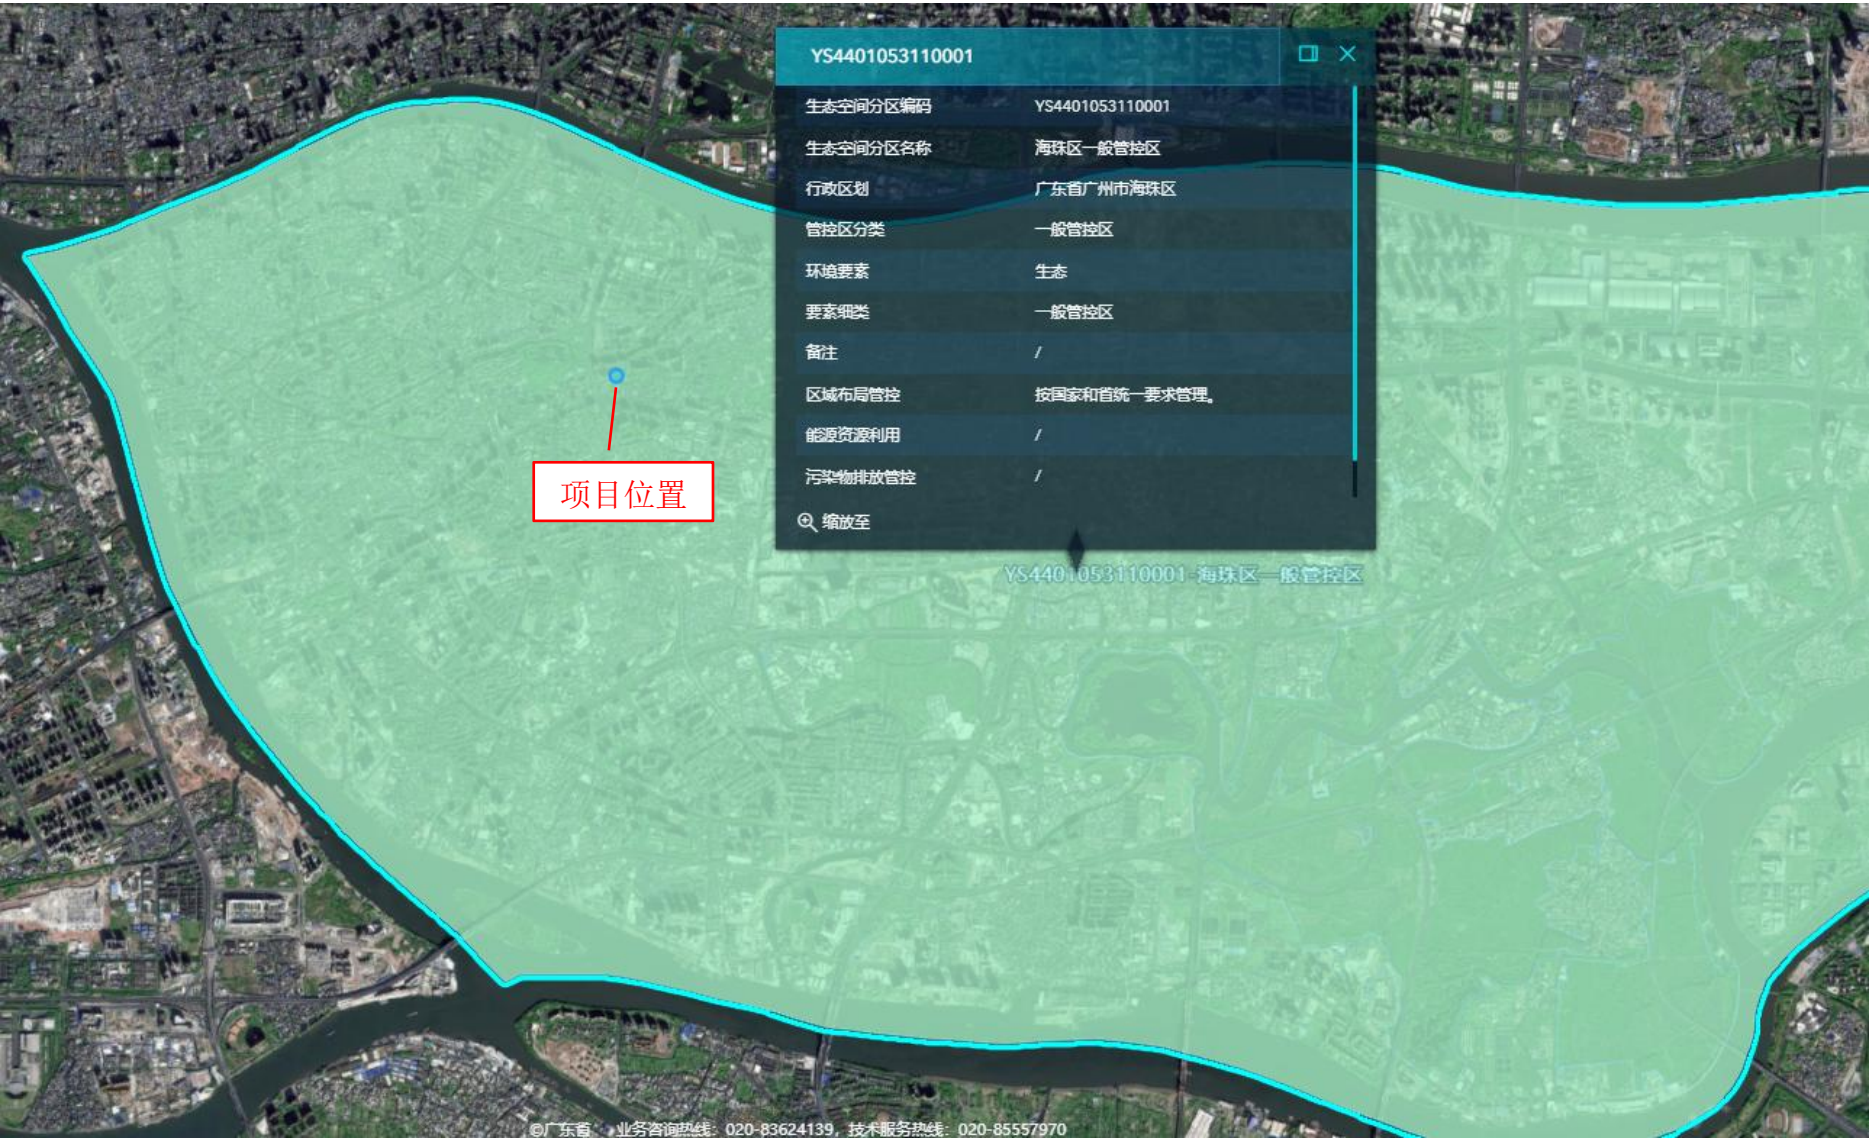 YS4401053110001
生态空间分区编码 YS4401053110001
生态空间分区名称 海珠区一般管控区
行政区划 广东省广州市海珠区
管控区分类 一般管控区
环境要素 生态
要素细类 一般管控区
备注 /
区域布局管控 按国家和省统一要求管理。
能源资源利用 /
污染物排放管控 /
缩放至
项目位置
YS4401053110001-海珠区一般管控区
©广东省 业务咨询热线：020-83624139，技术服务热线：020-85557970